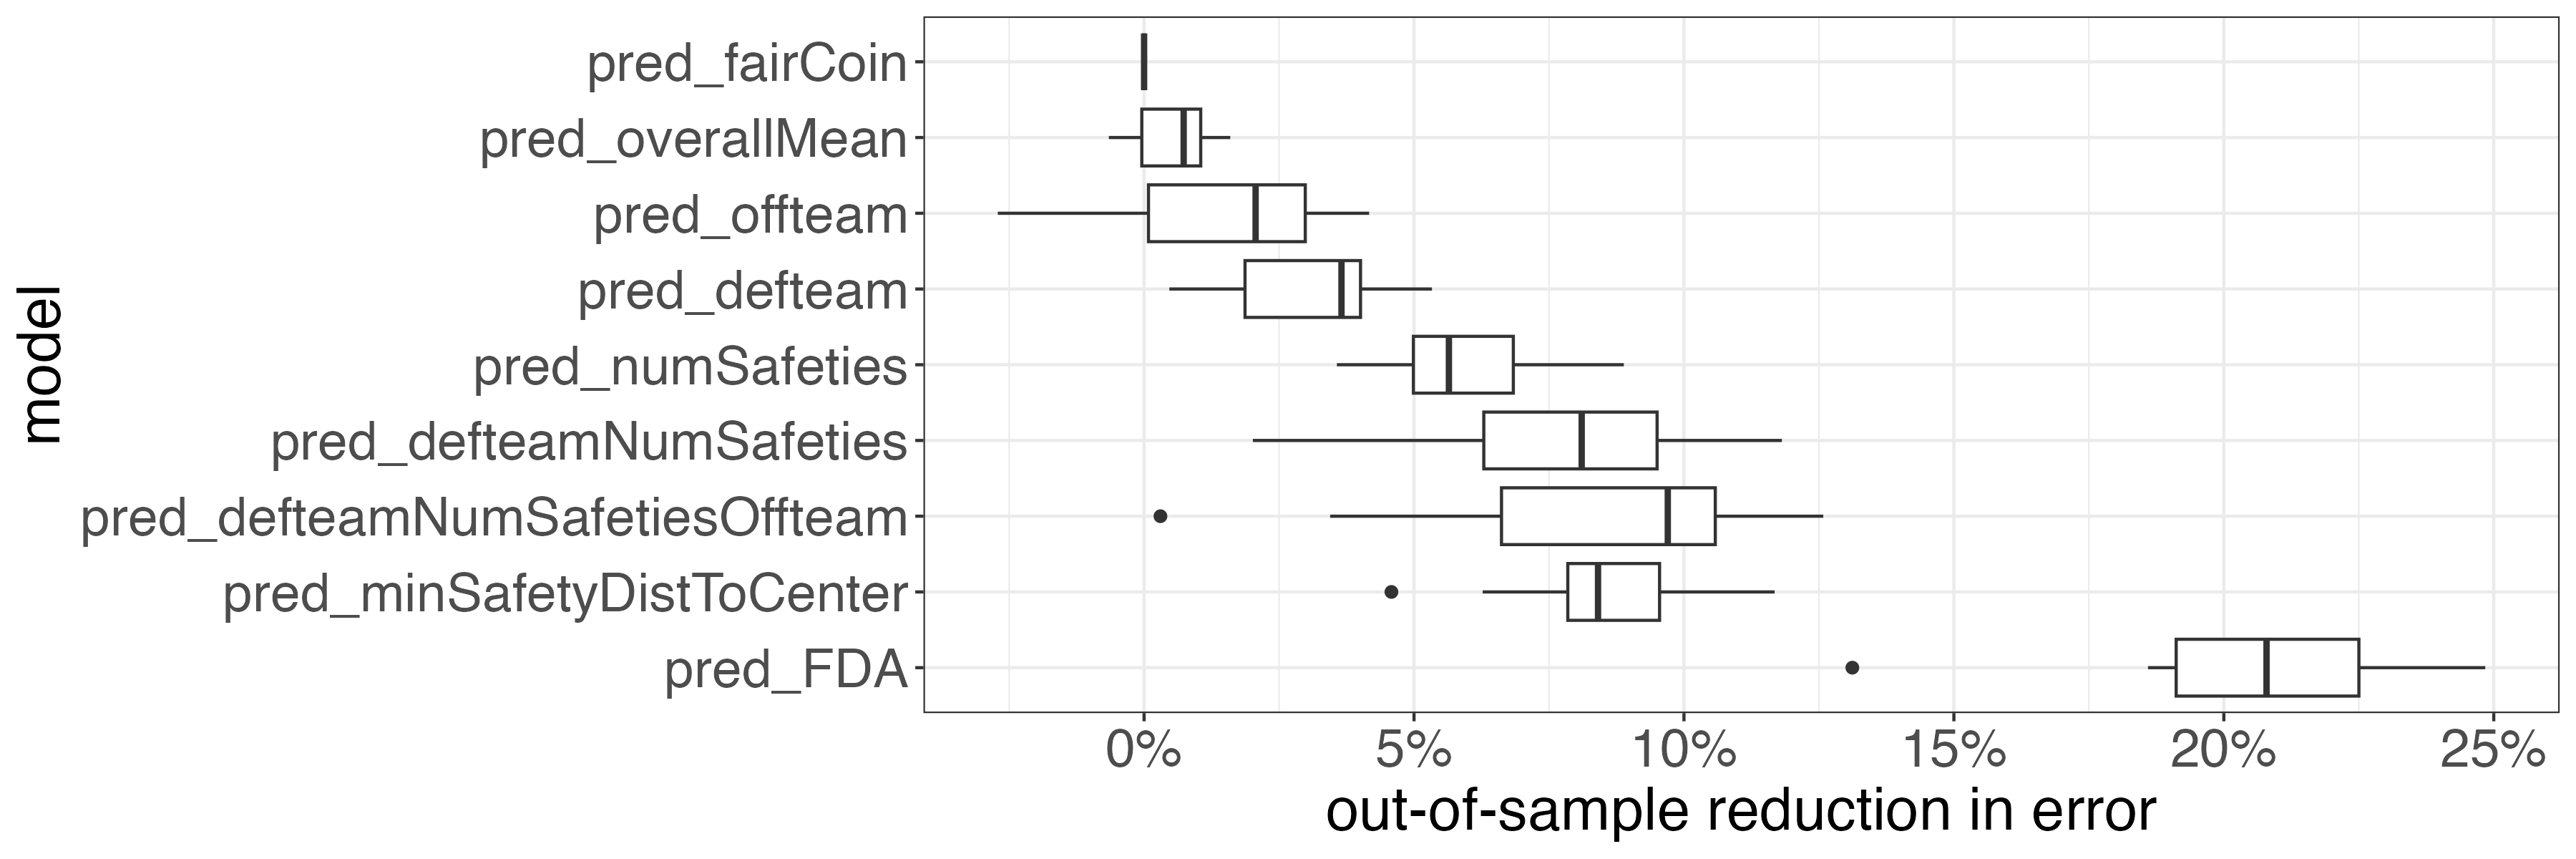 model
pred_fairCoin
pred_overallMean
pred_offteam
pred_defteam
pred_numSafeties
pred_defteamNumSafeties
pred_defteamNumSafetiesOffteam
pred_minSafetyDistToCenter
pred_FDA
0% 5% 10% 15% 20% 25%
out-of-sample reduction in error